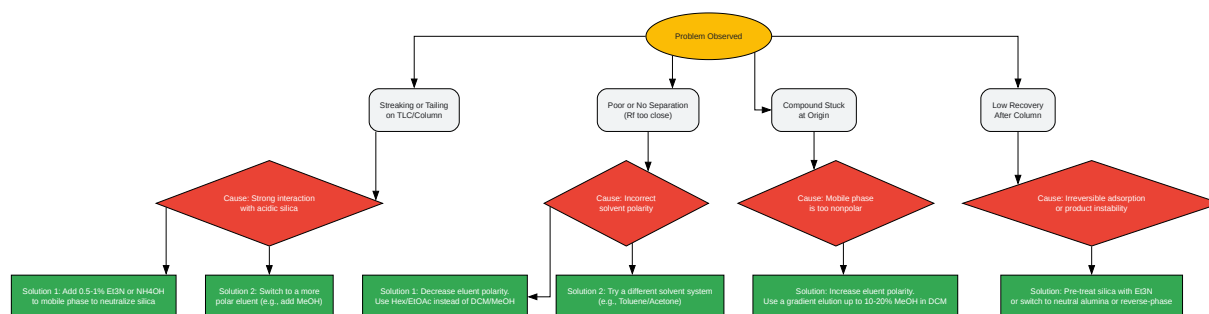 Problem Observed
Streaking or Tailing
on TLC/Column
Poor or No Separation
(Rf too close)
Compound Stuck
at Origin
Low Recovery
After Column
Cause: Strong interaction
with acidic silica
Cause: Incorrect
solvent polarity
Cause: Mobile phase
is too nonpolar
Cause: Irreversible adsorption
or product instability
Solution 1: Add 0.5-1% Et3N or NH4OH
to mobile phase to neutralize silica
Solution 2: Switch to a more
polar eluent (e.g., add MeOH)
Solution 1: Decrease eluent polarity.
Use Hex/EtOAc instead of DCM/MeOH
Solution 2: Try a different solvent system
(e.g., Toluene/Acetone)
Solution: Increase eluent polarity.
Use a gradient elution up to 10-20% MeOH in DCM
Solution: Pre-treat silica with Et3N
or switch to neutral alumina or reverse-phase